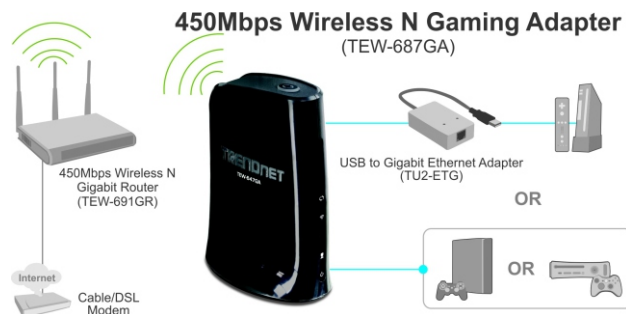 450Mbps Wireless N Gaming Adapter
(TEW-687GA)
450Mbps Wireless N
Gigabit Router
(TEW-691GR)
TRENDNET
TEW-647GA
USB to Gigabit Ethernet Adapter
(TU2-ETG)
OR
OR
Internet
Cable/DSL
Modem